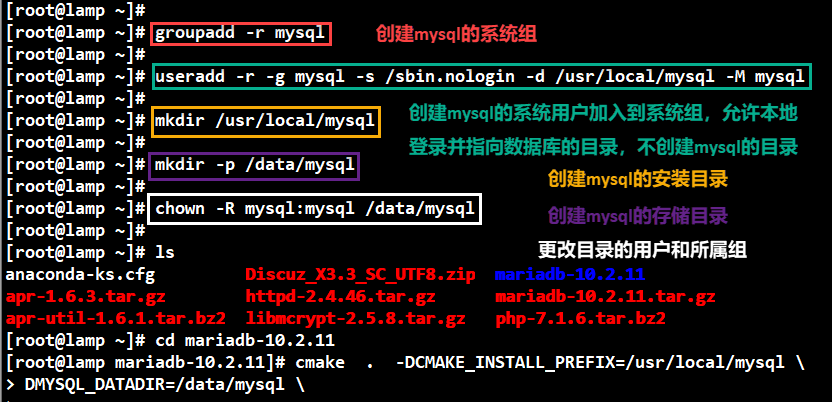 [root@lamp ~]#
[root@lamp ~]# groupadd -r mysql 创建mysql的系统组
[root@lamp ~]#
[root@lamp ~]# useradd -r -g mysql -s /sbin.nologin -d /usr/local/mysql -M mysql
[root@lamp ~]#
创建mysql的系统用户加入到系统组，允许本地
[root@lamp ~]# mkdir /usr/local/mysql
[root@lamp ~]#
登录并指向数据库的目录，不创建mysql的目录
[root@lamp ~]# mkdir -p /data/mysql
创建mysql的安装目录
[root@lamp ~]#
[root@lamp ~]# chown -R mysql:mysql /data/mysql
创建mysql的存储目录
[root@lamp ~]#
[root@lamp ~]# ls 更改目录的用户和所属组
anaconda-ks.cfg Discuz_X3.3_SC_UTF8.zip mariadb-10.2.11
apr-1.6.3.tar.gz httpd-2.4.46.tar.gz mariadb-10.2.11.tar.gz
apr-util-1.6.1.tar.bz2 libmcrypt-2.5.8.tar.gz php-7.1.6.tar.bz2
[root@lamp ~]# cd mariadb-10.2.11
[root@lamp mariadb-10.2.11]# cmake . -DCMAKE_INSTALL_PREFIX=/usr/local/mysql \
> DMYSQL_DATADIR=/data/mysql \